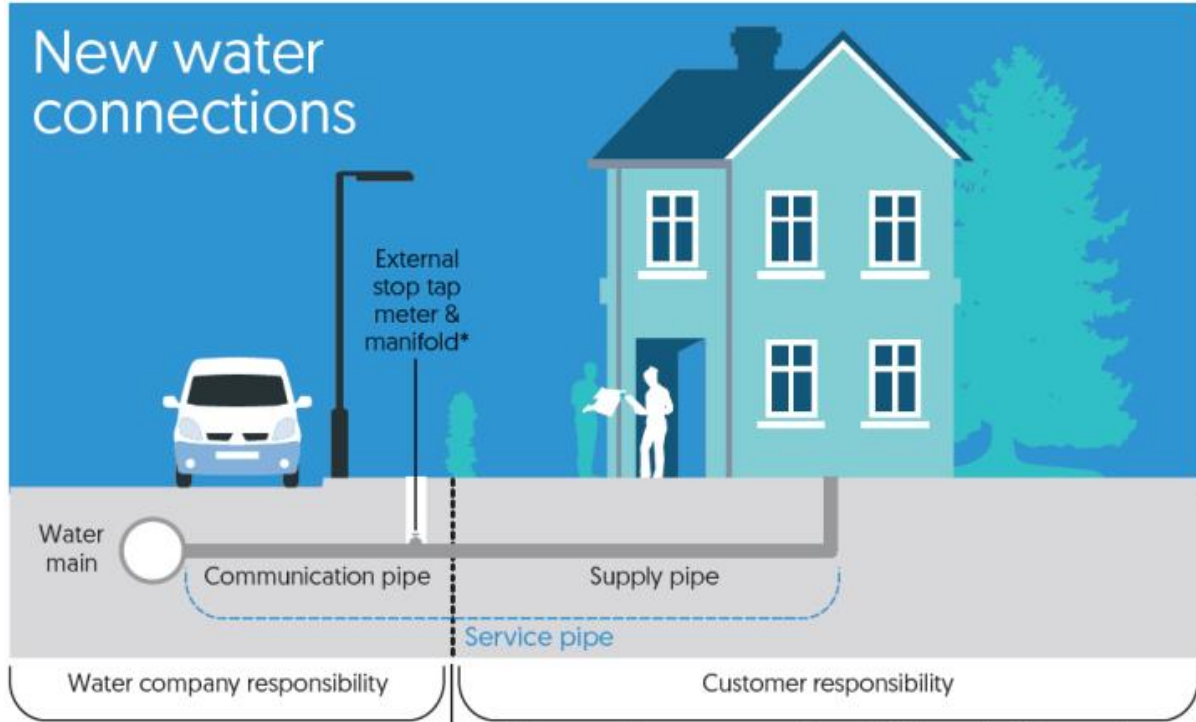 New water
connections
External
stop tap
meter &
manifold*
Water
main
Communication pipe
Supply pipe
Service pipe
Water company responsibility
Customer responsibility